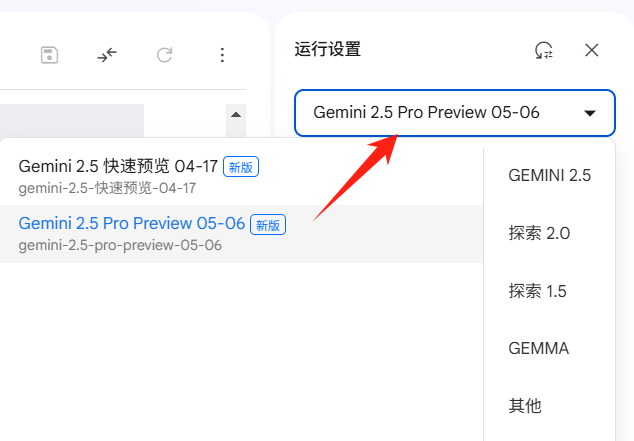 运行设置
Gemini 2.5 Pro Preview 05-06
Gemini 2.5 快速预览 04-17 新版
gemini-2.5-快速预览-04-17
Gemini 2.5 Pro Preview 05-06 新版
gemini-2.5-pro-preview-05-06
GEMINI 2.5
探索 2.0
探索 1.5
GEMMA
其他